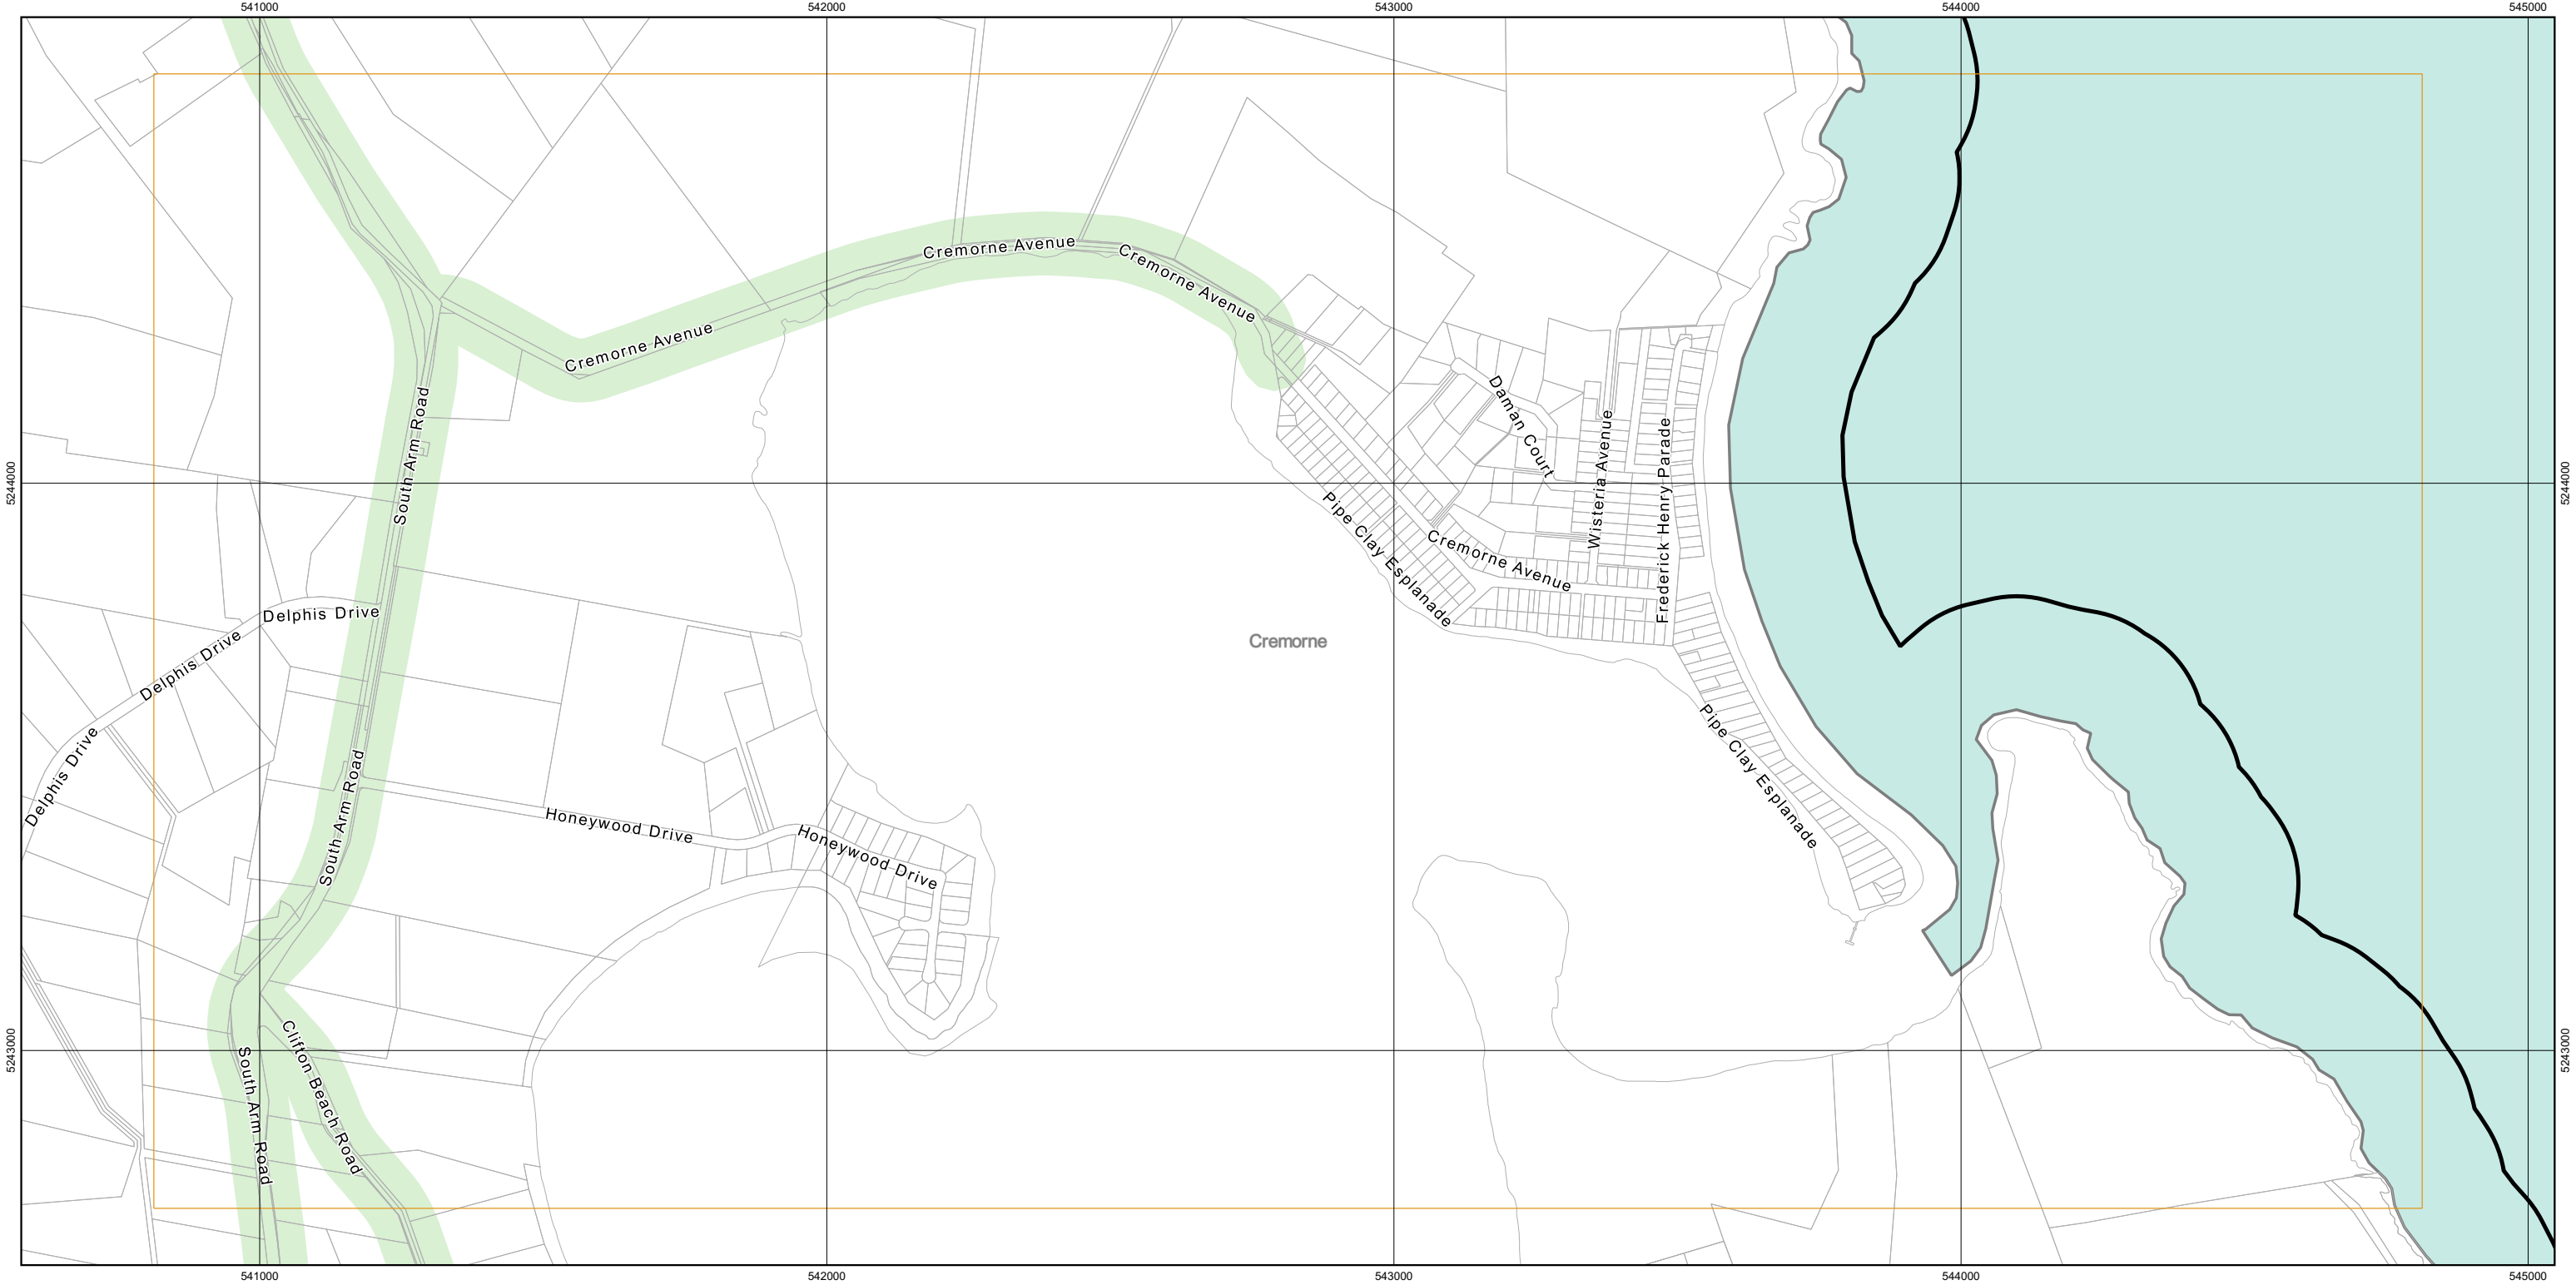 541000
542000
543000
544000
545000
Cremorne Avenue
Cremorne Avenue
Cremorne Avenue
South Arm Road
Daman Court
Wisteria Avenue
Frederick Henry Parade
5244000
5244000
Pipe Clay Esplanade
Cremorne Avenue
Delphis Drive
Delphis Drive
Delphis Drive
Cremorne
South Arm Road
Pipe Clay Esplanade
Honeywood Drive
Honeywood Drive
5243000
5243000
Clifton Beach Road
South Arm Road
541000
542000
543000
544000
545000